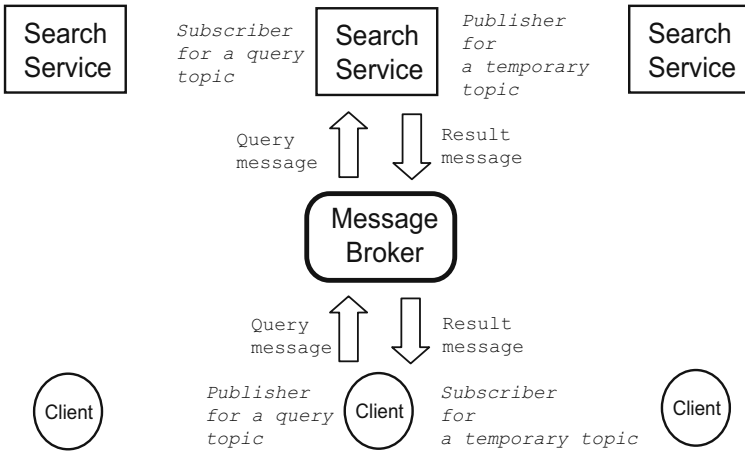 Search
Service
Subscriber
for a query
topic
Search
Service
Publisher
for
a temporary
topic
Search
Service
Query
message
Result
message
Message
Broker
Query
message
Result
message
Client
Publisher
for a query
topic
Client
Subscriber
for
a temporary topic
Client